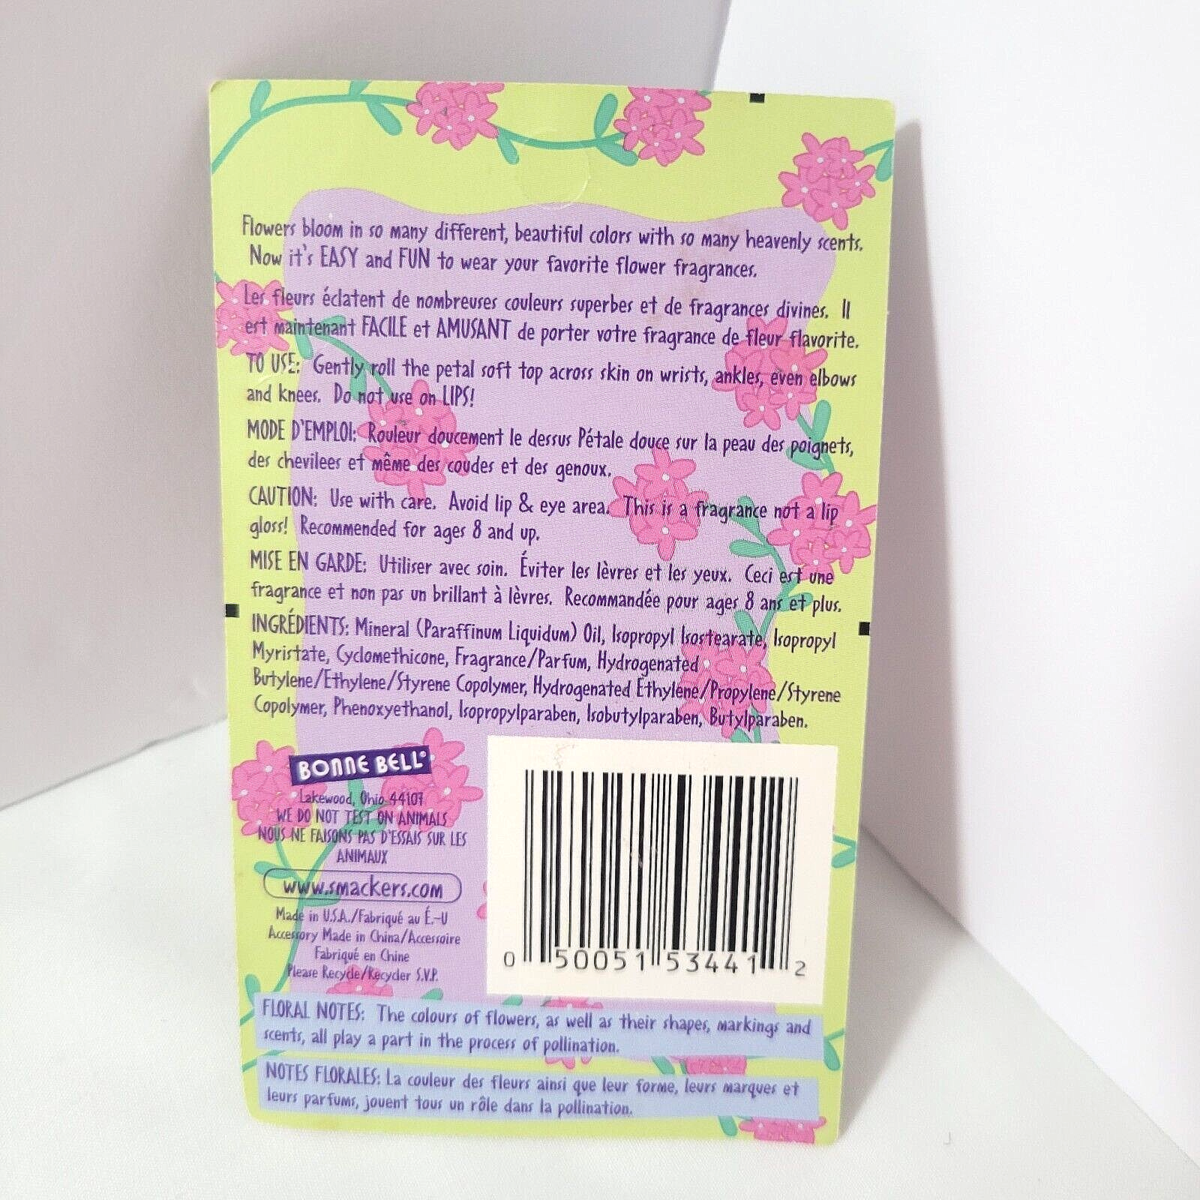 Flowers bloom in so many different, beautiful colors with so many heavenly scents.
Now it's EASY and FUN to wear your favorite flower fragrances.
Les fleurs éclatent de nombreuses couleurs superbes et de fragrances divines. Il
est maintenant FACILE et AMUSANT de porter votre fragrance de fleur flavorite.
TO USE: Gently roll the petal soft top across skin on wrists, ankles, even elbows
and knees. Do not use on LIPS!
MODE D'EMPLOI: Rouleur doucement le dessus Pétale douce sur la peau des poignets,
des chevilees et même des coudes et des genoux.
CAUTION: Use with care. Avoid lip & eye area. This is a fragrance not a lip
gloss! Recommended for ages 8 and up.
MISE EN GARDE: Utiliser avec soin. Éviter les lèvres et les yeux. Ceci est une
fragrance et non pas un brillant à lèvres. Recommandée pour ages 8 ans et plus.
INGRÉDIENTS: Mineral (Paraffinum Liquidum) Oil, Isopropyl Isostearate, Isopropyl
Myristate, Cyclomethicone, Fragrance/Parfum, Hydrogenated
Butylene/Ethylene/Styrene Copolymer, Hydrogenated Ethylene/Propylene/Styrene
Copolymer, Phenoxyethanol, Isopropylparaben, Isobutylparaben, Butylparaben.
BONNE BELL®
Lakewood, Ohio 44107
WE DO NOT TEST ON ANIMALS
NOUS NE FAISONS PAS D'ESSAIS SUR LES
ANIMAUX
www.smackers.com
Made in U.S.A./Fabriqué au É.-U
Accessory Made in China/Accessoire
Fabriqué en Chine
Please Recycle/Recycler S.V.P.
0 50051 53441 2
FLORAL NOTES: The colours of flowers, as well as their shapes, markings and
scents, all play a part in the process of pollination.
NOTES FLORALES: La couleur des fleurs ainsi que leur forme, leurs marques et
leurs parfums, jouent tous un rôle dans la pollination.